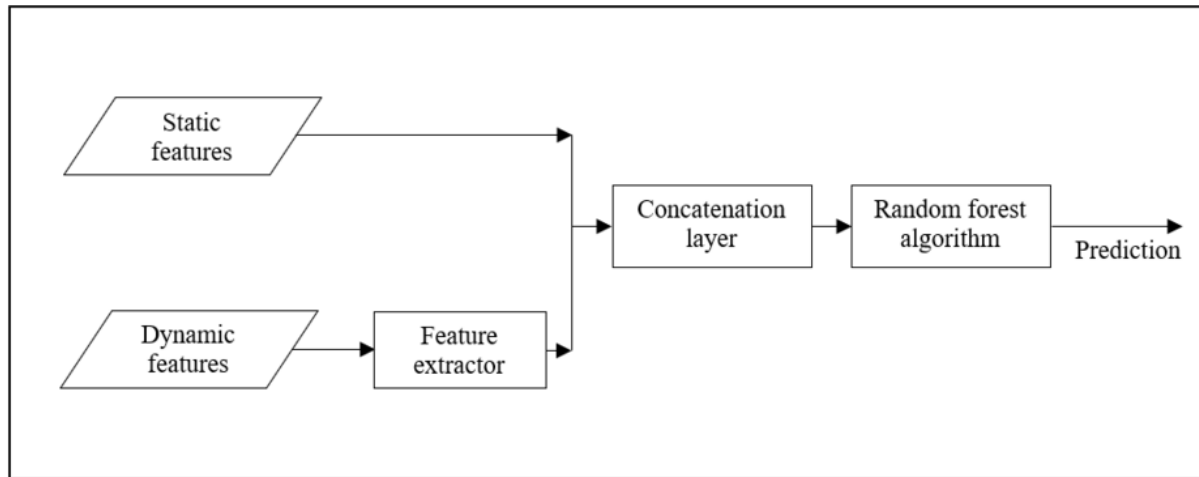 Static
features
Concatenation
layer
Random forest
algorithm
Prediction
Dynamic
features
Feature
extractor